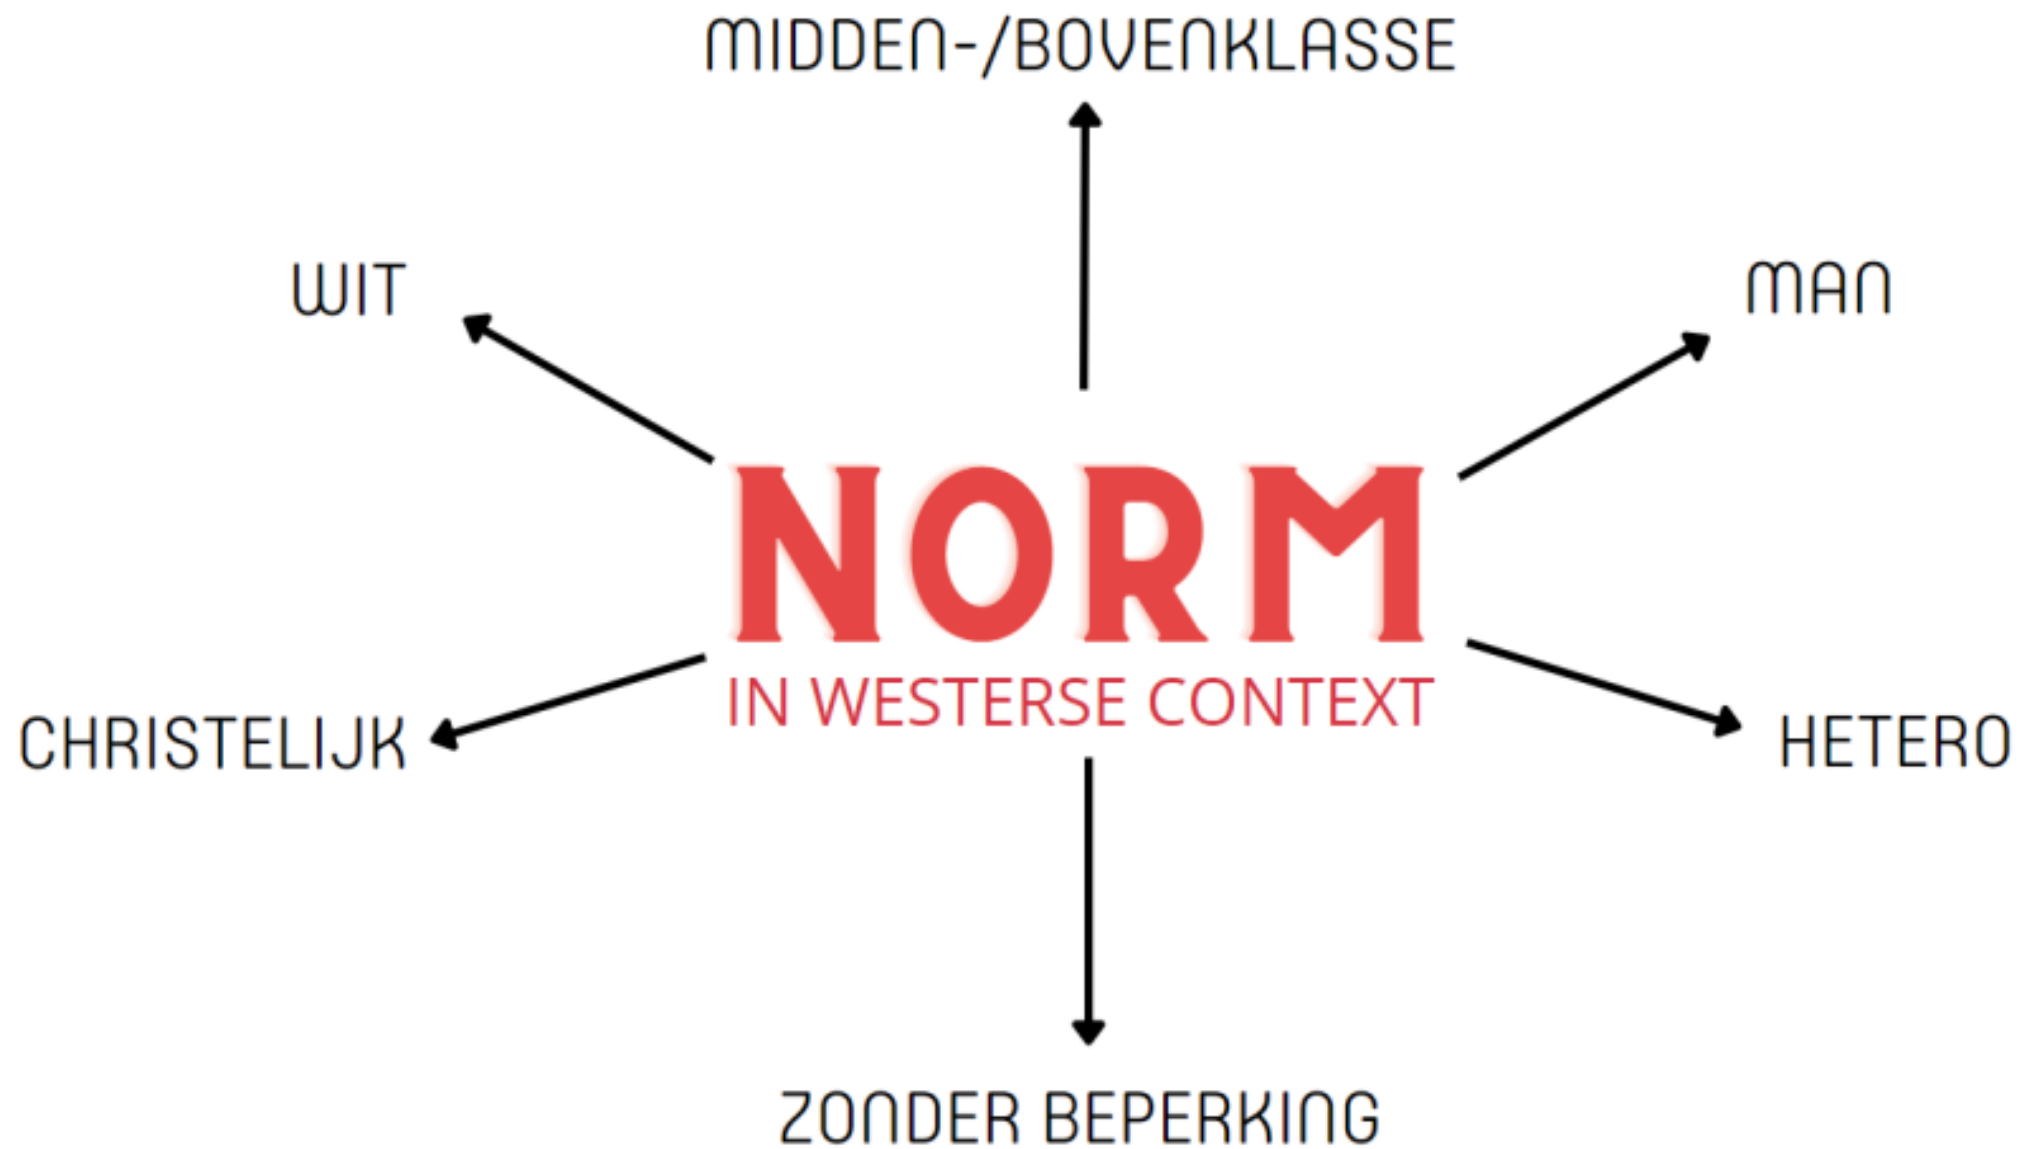 MIDDEN-/BOVENKLASSE
WIT
MAN
NORM
IN WESTERSE CONTEXT
CHRISTELIJK
HETERO
ZONDER BEPERKING